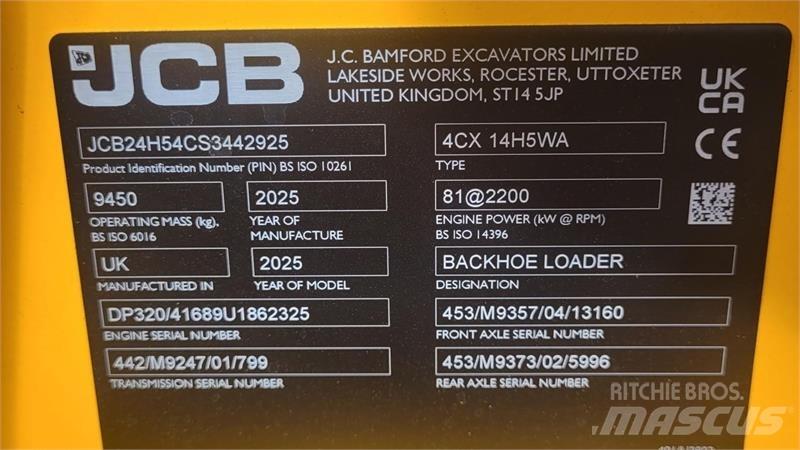 JCB
J.C. BAMFORD EXCAVATORS LIMITED
LAKESIDE WORKS, ROCESTER, UTTOXETER
UNITED KINGDOM, ST14 5JP
UK
CA
CE
JCB24H54CS3442925
Product Identification Number (PIN) BS ISO 10261
4CX 14H5WA
TYPE
9450
OPERATING MASS (kg).
BS ISO 6016
2025
YEAR OF
MANUFACTURE
81@2200
ENGINE POWER (kW @ RPM)
BS ISO 14396
UK
MANUFACTURED IN
2025
YEAR OF MODEL
BACKHOE LOADER
DESIGNATION
DP320/41689U1862325
ENGINE SERIAL NUMBER
453/M9357/04/13160
FRONT AXLE SERIAL NUMBER
442/M9247/01/799
TRANSMISSION SERIAL NUMBER
453/M9373/02/5996
REAR AXLE SERIAL NUMBER
RITCHIE BROS.
MASCUS